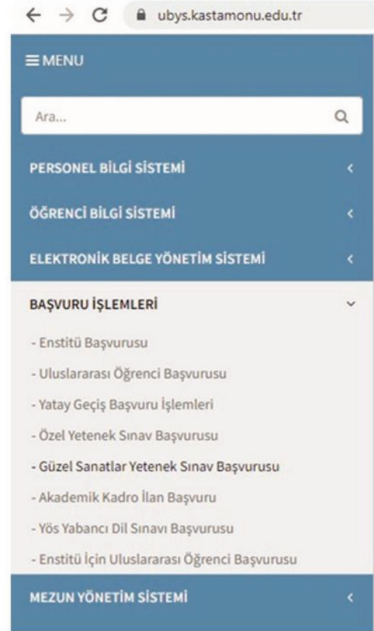 ubys.kastamonu.edu.tr
MENU
Ara...
PERSONEL BİLGİ SİSTEMİ
ÖĞRENCİ BİLGİ SİSTEMİ
ELEKTRONİK BELGE YÖNETİM SİSTEMİ
BAŞVURU İŞLEMLERİ
- Enstitü Başvurusu
- Uluslararası Öğrenci Başvurusu
- Yatay Geçiş Başvuru İşlemleri
- Özel Yetenek Sınav Başvurusu
- Güzel Sanatlar Yetenek Sınav Başvurusu
- Akademik Kadro İlan Başvuru
- Yös Yabancı Dil Sınavı Başvurusu
- Enstitü İçin Uluslararası Öğrenci Başvurusu
MEZUN YÖNETİM SİSTEMİ